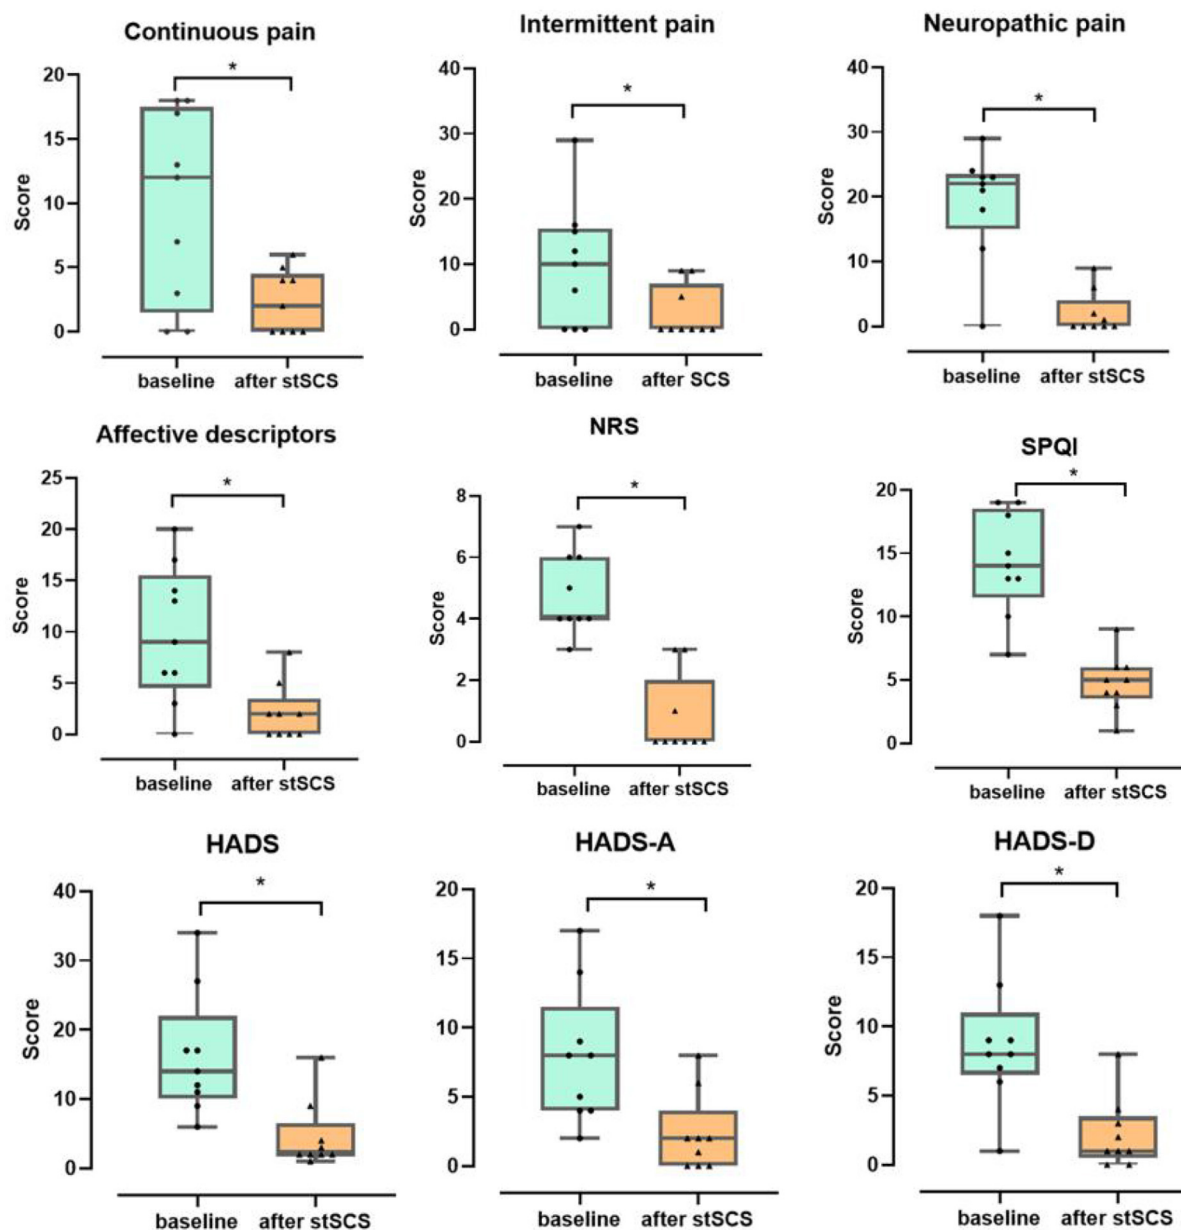 Continuous pain
*
20
15
10
5
0
Score
baseline
after stSCS
Intermittent pain
*
40
30
20
10
0
Score
baseline
after SCS
Neuropathic pain
*
40
30
20
10
0
Score
baseline
after stSCS
Affective descriptors
*
25
20
15
10
5
0
Score
baseline
after stSCS
NRS
*
8
6
4
2
0
Score
baseline
after stSCS
SPQI
*
20
15
10
5
0
Score
baseline
after stSCS
HADS
*
40
30
20
10
0
Score
baseline
after stSCS
HADS-A
*
20
15
10
5
0
Score
baseline
after stSCS
HADS-D
*
20
15
10
5
0
Score
baseline
after stSCS